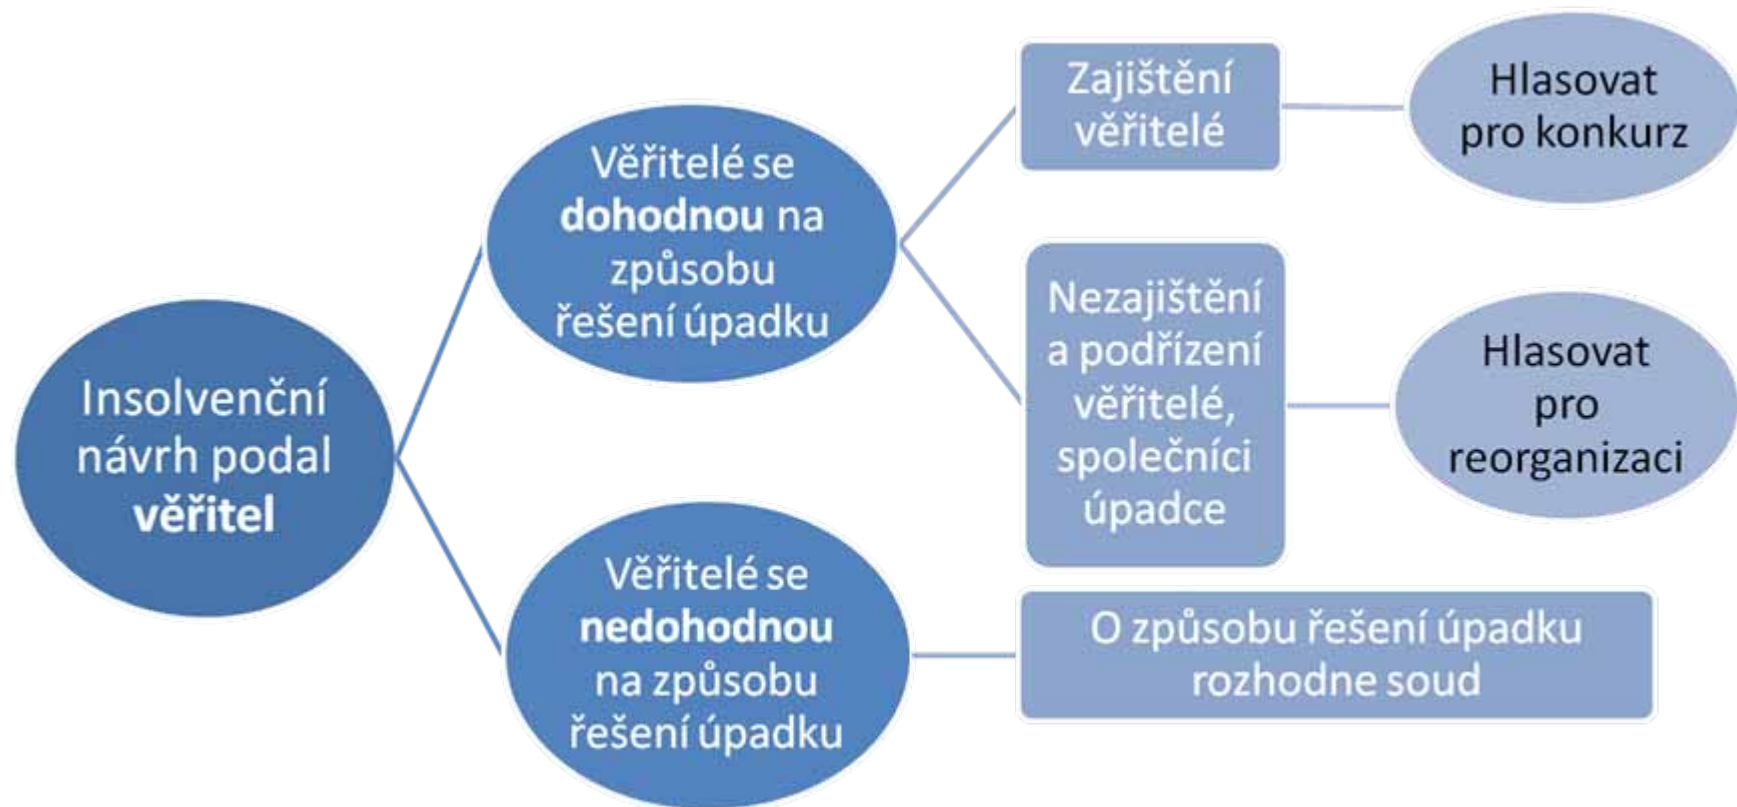 Insolvenční
návrh podal
věřitel
Věřitelé se
dohodnou na
způsobu
řešení úpadku
Zajištění
věřitelé
Hlasovat
pro konkurz
Nezajištění
a podřízení
věřitelé,
společníci
úpadce
Hlasovat
pro
reorganizaci
Věřitelé se
nedohodnou
na způsobu
řešení úpadku
O způsobu řešení úpadku
rozhodne soud